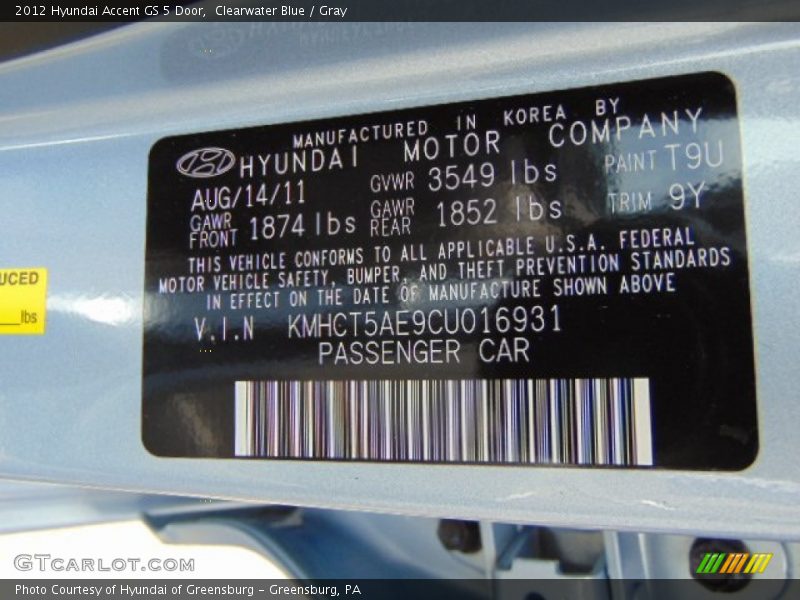 2012 Hyundai Accent GS 5 Door,  Clearwater Blue / Gray
MANUFACTURED IN KOREA BY
HYUNDAI MOTOR COMPANY
AUG/14/11 GVWR 3549 lbs PAINT T9U
GAWR FRONT 1874 lbs GAWR REAR 1852 lbs TRIM 9Y
THIS VEHICLE CONFORMS TO ALL APPLICABLE U.S.A. FEDERAL
MOTOR VEHICLE SAFETY, BUMPER, AND THEFT PREVENTION STANDARDS
IN EFFECT ON THE DATE OF MANUFACTURE SHOWN ABOVE
V.I.N KMHCT5AE9CU016931
PASSENGER CAR
UCED
lbs
GTCARLOT.COM
Photo Courtesy of Hyundai of Greensburg - Greensburg, PA